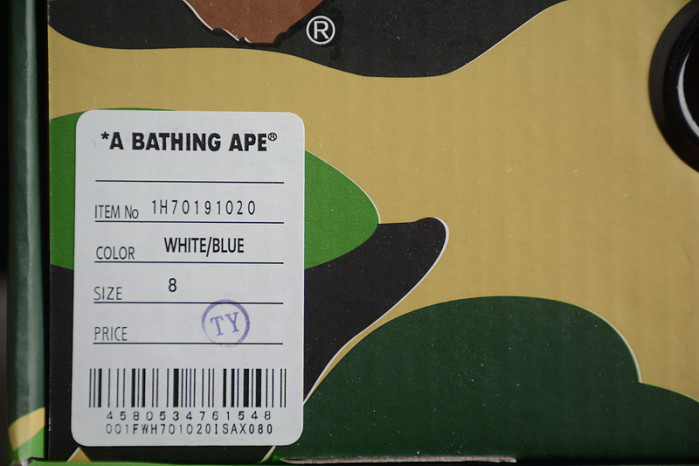 ®
*A BATHING APE®
ITEM No 1H70191020
COLOR WHITE/BLUE
SIZE 8
PRICE TY
4580534761548
001FWH701020ISAX080